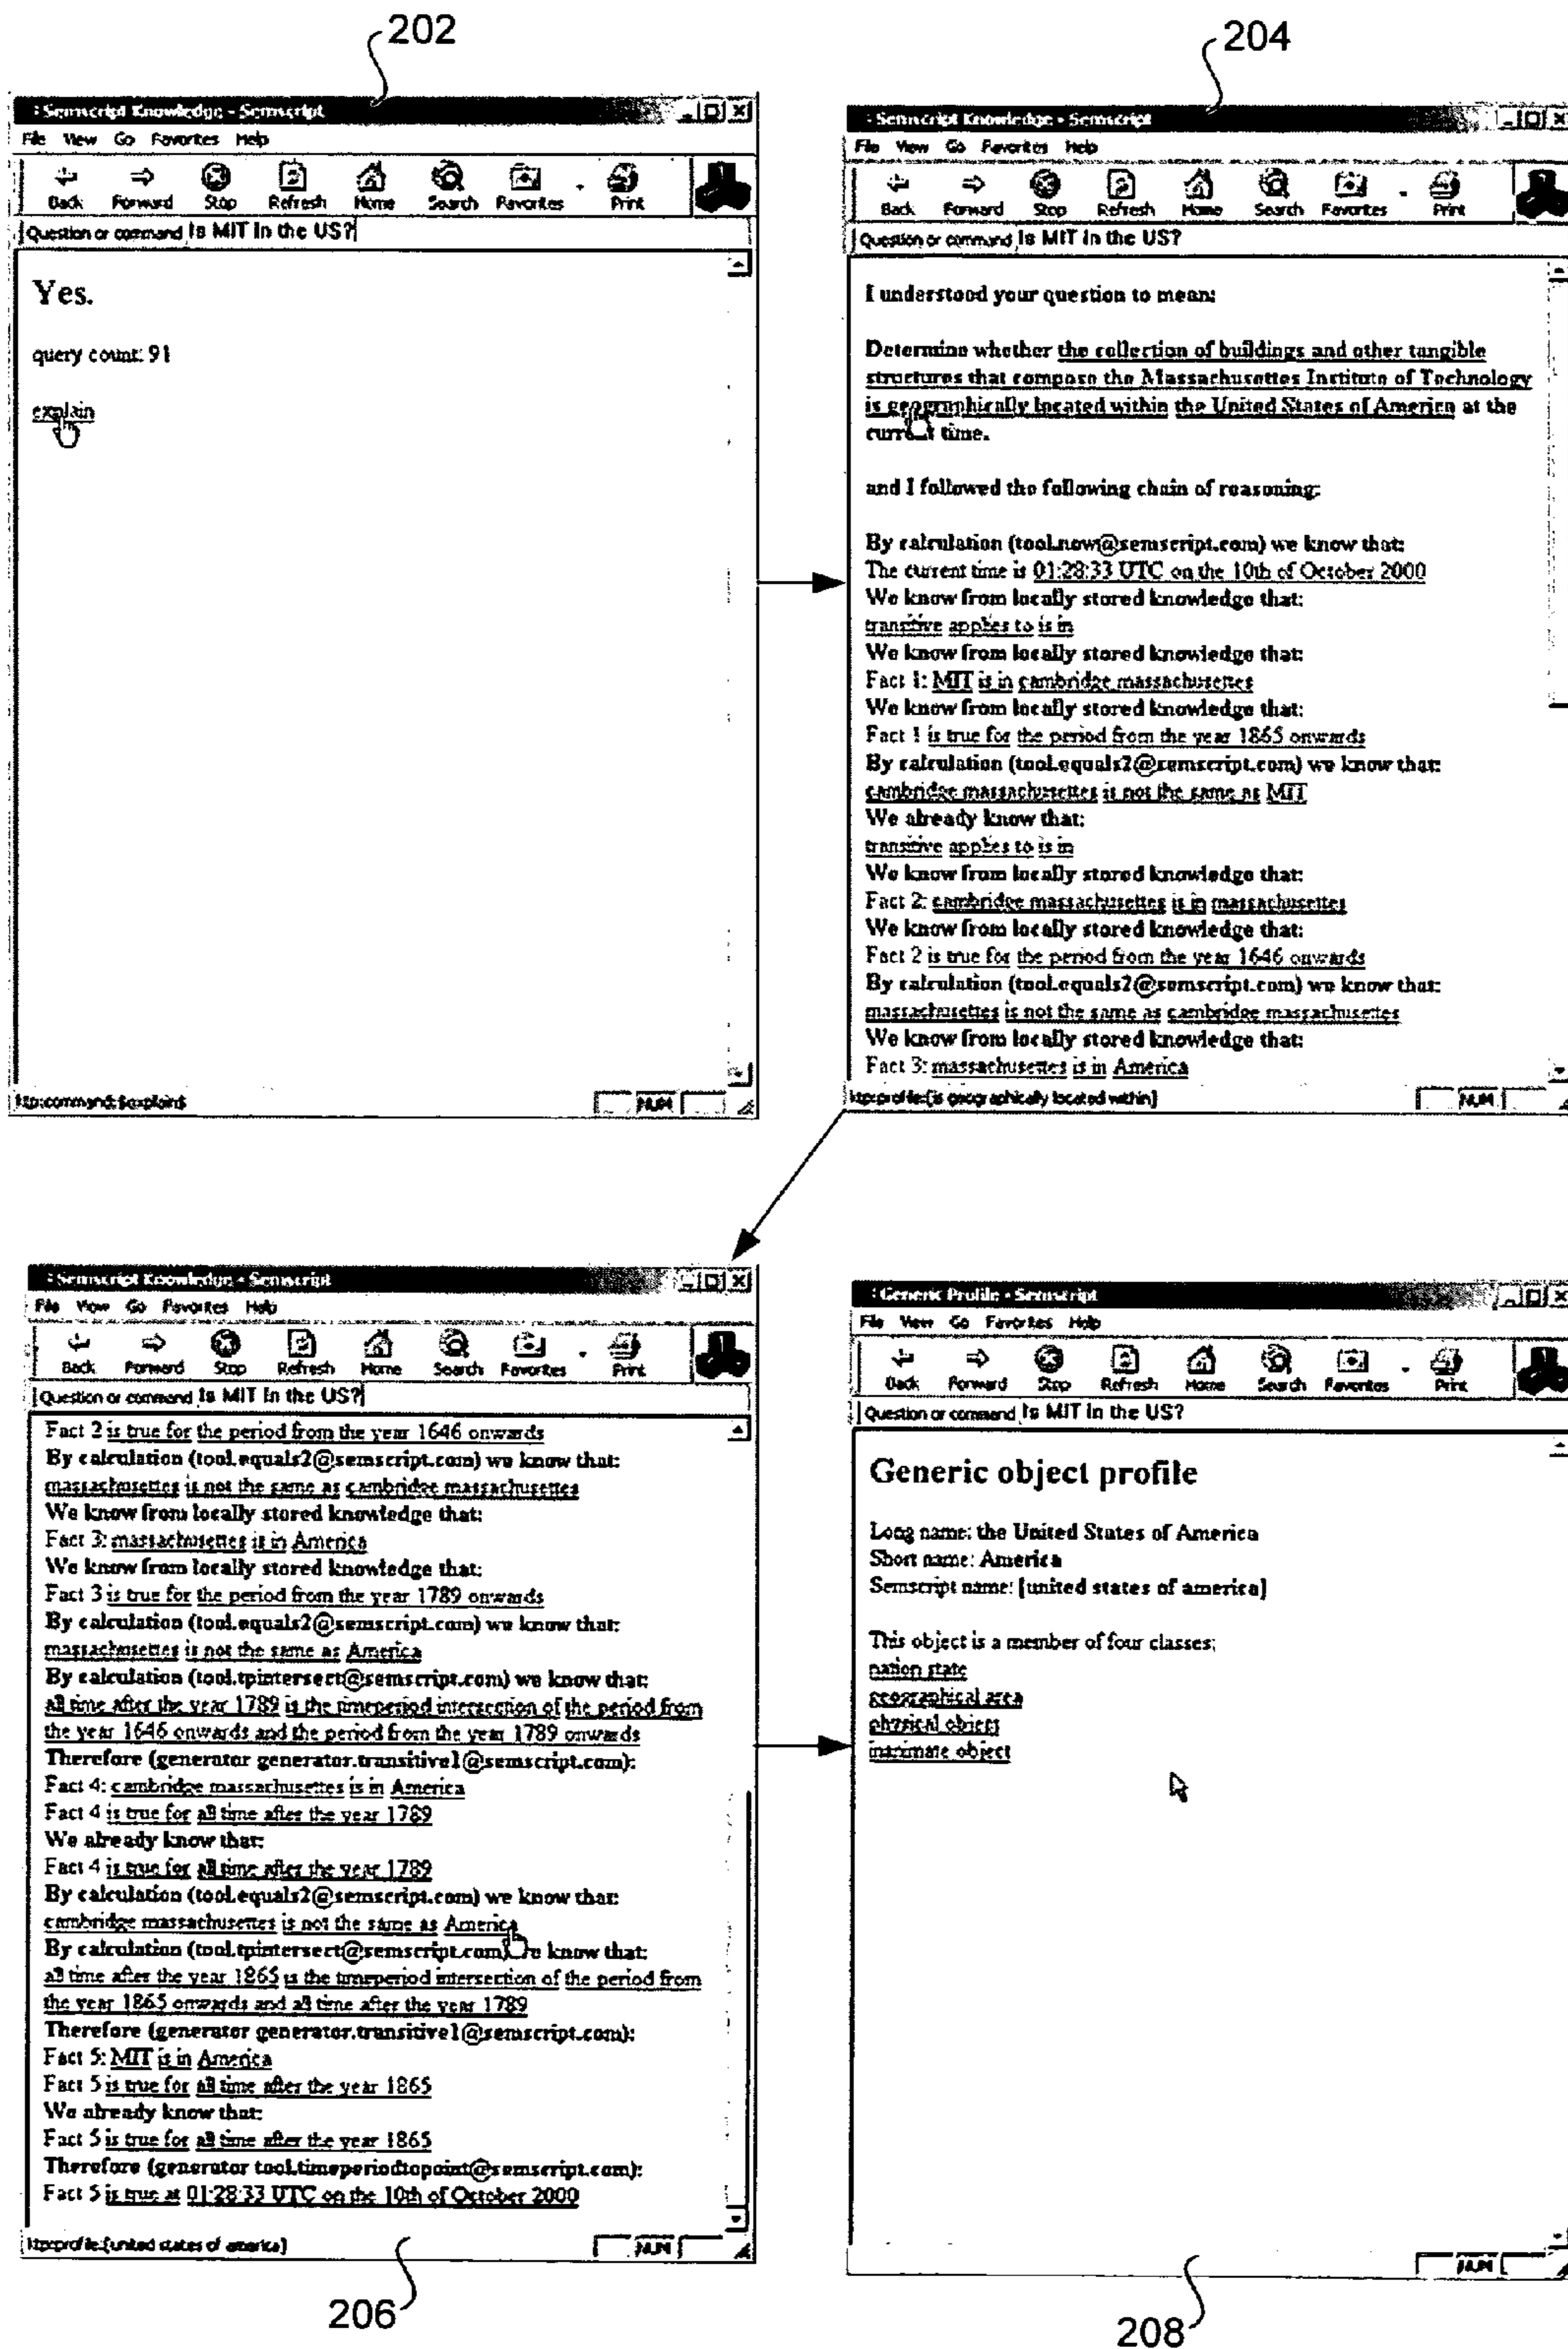 202
204
Semscript Knowledge - Semscript
File View Go Favorites Help
Back Forward Stop Refresh Home Search Favorites Print
Question or command Is MIT in the US?
Yes.
query count: 91
explain
ktp:command:$explain$
NUM
Semscript Knowledge - Semscript
File View Go Favorites Help
Back Forward Stop Refresh Home Search Favorites Print
Question or command Is MIT in the US?
I understood your question to mean:
Determine whether the collection of buildings and other tangible
structures that compose the Massachusettes Institute of Technology
is geographically located within the United States of America at the
current time.
and I followed the following chain of reasoning:
By calculation (tool.now@semscript.com) we know that:
The current time is 01:28:33 UTC on the 10th of October 2000
We know from locally stored knowledge that:
transitive applies to is in
We know from locally stored knowledge that:
Fact 1: MIT is in cambridge massachusettes
We know from locally stored knowledge that:
Fact 1 is true for the period from the year 1865 onwards
By calculation (tool.equals2@semscript.com) we know that:
cambridge massachusettes is not the same as MIT
We already know that:
transitive applies to is in
We know from locally stored knowledge that:
Fact 2: cambridge massachusettes is in massachusettes
We know from locally stored knowledge that:
Fact 2 is true for the period from the year 1646 onwards
By calculation (tool.equals2@semscript.com) we know that:
massachusettes is not the same as cambridge massachusettes
We know from locally stored knowledge that:
Fact 3: massachusettes is in America
ktp:profile:[is geographically located within]
NUM
Semscript Knowledge - Semscript
File View Go Favorites Help
Back Forward Stop Refresh Home Search Favorites Print
Question or command Is MIT in the US?
Fact 2 is true for the period from the year 1646 onwards
By calculation (tool.equals2@semscript.com) we know that:
massachusettes is not the same as cambridge massachusettes
We know from locally stored knowledge that:
Fact 3: massachusettes is in America
We know from locally stored knowledge that:
Fact 3 is true for the period from the year 1789 onwards
By calculation (tool.equals2@semscript.com) we know that:
massachusettes is not the same as America
By calculation (tool.tpintersect@semscript.com) we know that:
all time after the year 1789 is the timeperiod intersection of the period from
the year 1646 onwards and the period from the year 1789 onwards
Therefore (generator generator.transitive1@semscript.com):
Fact 4: cambridge massachusettes is in America
Fact 4 is true for all time after the year 1789
We already know that:
Fact 4 is true for all time after the year 1789
By calculation (tool.equals2@semscript.com) we know that:
cambridge massachusettes is not the same as America
By calculation (tool.tpintersect@semscript.com) we know that:
all time after the year 1865 is the timeperiod intersection of the period from
the year 1865 onwards and all time after the year 1789
Therefore (generator generator.transitive1@semscript.com):
Fact 5: MIT is in America
Fact 5 is true for all time after the year 1865
We already know that:
Fact 5 is true for all time after the year 1865
Therefore (generator tool.timeperiodtopoint@semscript.com):
Fact 5 is true at 01:28:33 UTC on the 10th of October 2000
ktp:profile:[united states of america]
NUM
Generic Profile - Semscript
File View Go Favorites Help
Back Forward Stop Refresh Home Search Favorites Print
Question or command Is MIT in the US?
Generic object profile
Long name: the United States of America
Short name: America
Semscript name: [united states of america]
This object is a member of four classes:
nation state
geographical area
physical object
inanimate object
NUM
206
208